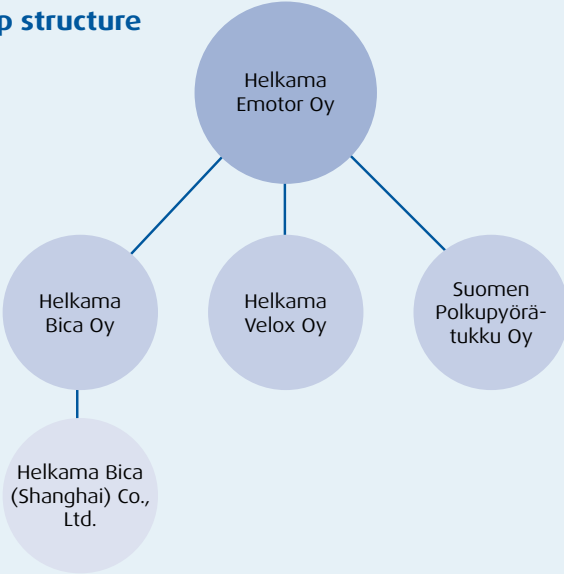 p structure
Helkama
Emotor Oy
Helkama
Bica Oy
Helkama
Velox Oy
Suomen
Polkupyörä-
tukku Oy
Helkama Bica
(Shanghai) Co.,
Ltd.